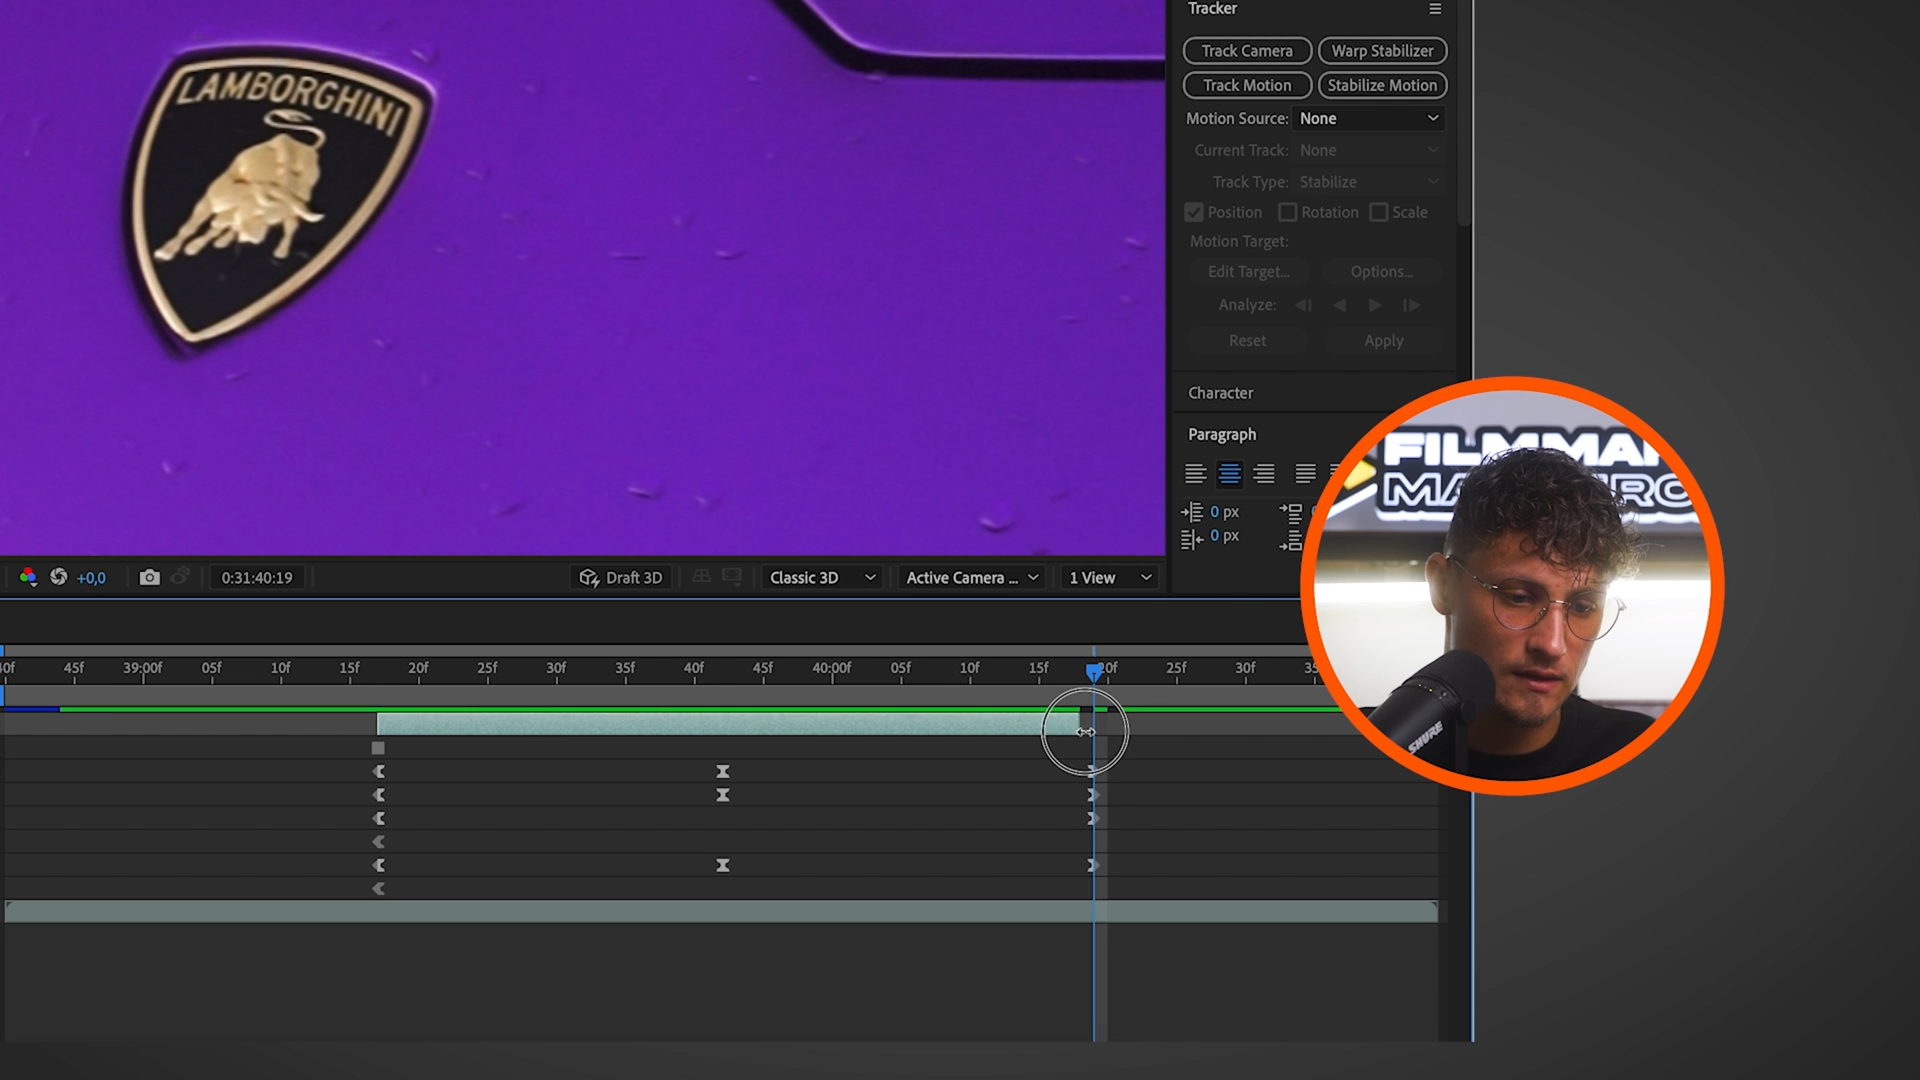 LAMBORGHINI
Tracker
Track Camera
Warp Stabilizer
Track Motion
Stabilize Motion
Motion Source: None
Current Track: None
Track Type: Stabilize
Position
Rotation
Scale
Motion Target:
Edit Target...
Options...
Analyze:
Reset
Apply
Character
Paragraph
0 px
0 px
+0,0
0:31:40:19
Draft 3D
Classic 3D
Active Camera ...
1 View
45f
39:00f
05f
10f
15f
20f
25f
30f
35f
40f
45f
40:00f
05f
10f
15f
20f
25f
30f
SHURE